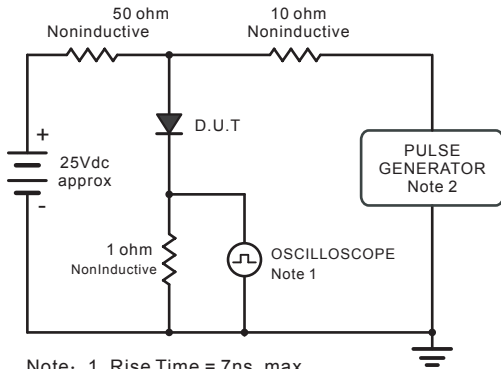 50 ohm
Noninductive
10 ohm
Noninductive
D.U.T
+
25Vdc
approx
-
PULSE
GENERATOR
Note 2
1 ohm
NonInductive
OSCILLOSCOPE
Note 1
Note: 1. Rise Time = 7ns max.